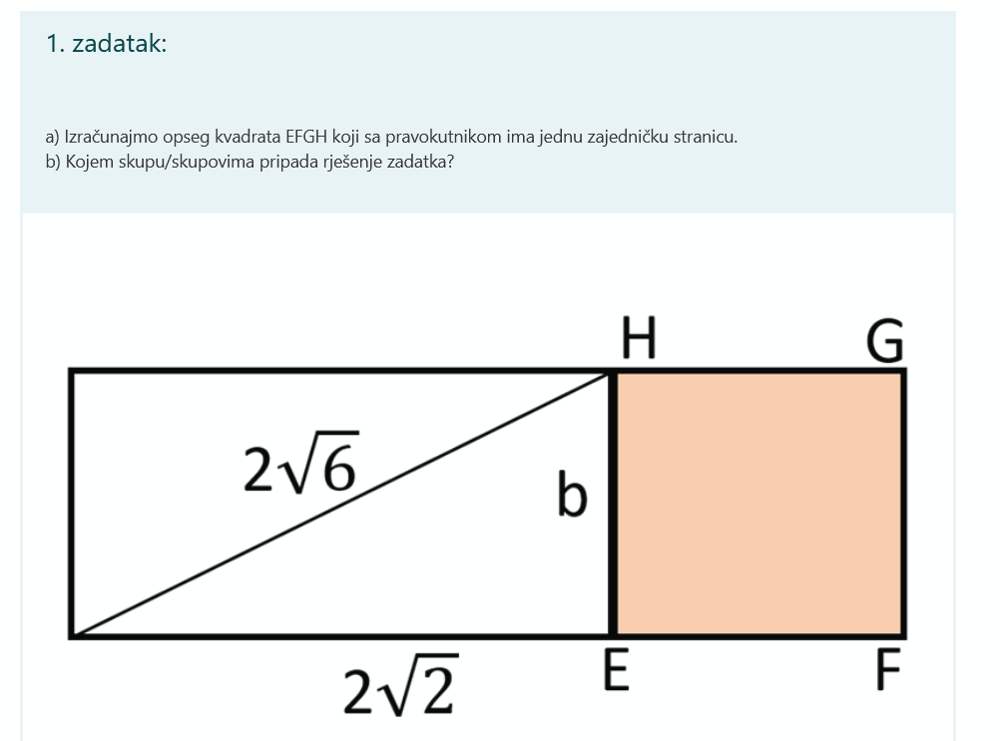 1. zadatak:
a) Izračunajmo opseg kvadrata EFGH koji sa pravokutnikom ima jednu zajedničku stranicu.
b) Kojem skupu/skupovima pripada rješenje zadatka?
H
G
2√6
b
E
F
2√2